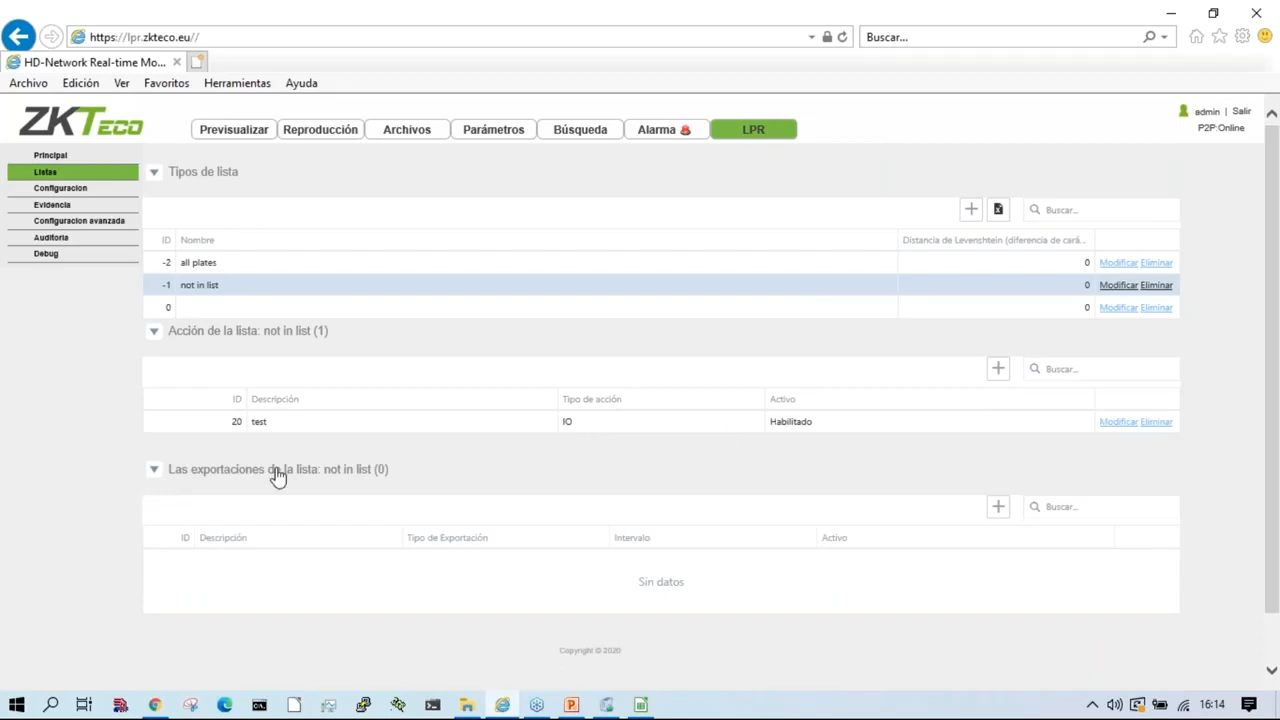 https://lpr.zkteco.eu//
Buscar...
HD-Network Real-time Mo...
Archivo Edición Ver Favoritos Herramientas Ayuda
ZKTeco
Previsualizar Reproducción Archivos Parámetros Búsqueda Alarma LPR
admin | Salir
P2P:Online
Principal
Listas
Configuracion
Evidencia
Configuracion avanzada
Auditoria
Debug
Tipos de lista
Buscar...
ID Nombre Distancia de Levenshtein (diferencia de cará...
-2 all plates 0 Modificar Eliminar
-1 not in list 0 Modificar Eliminar
0 0 Modificar Eliminar
Acción de la lista: not in list (1)
Buscar...
ID Descripción Tipo de acción Activo
20 test IO Habilitado Modificar Eliminar
Las exportaciones de la lista: not in list (0)
Buscar...
ID Descripción Tipo de Exportación Intervalo Activo
Sin datos
Copyright © 2020
16:14